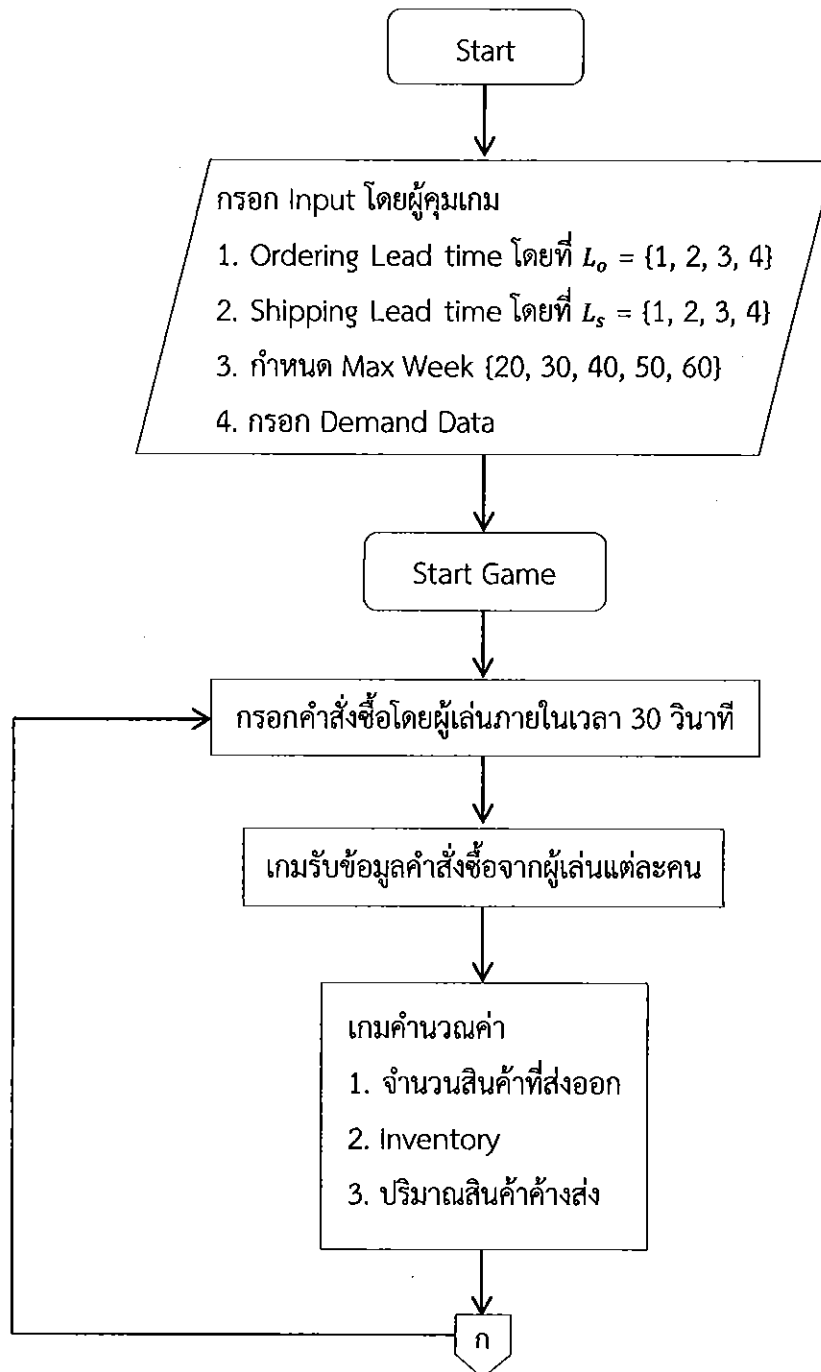 Start
กรอก Input โดยผู้คุมเกม
1. Ordering Lead time โดยที่ Lₒ = {1, 2, 3, 4}
2. Shipping Lead time โดยที่ Lₛ = {1, 2, 3, 4}
3. กำหนด Max Week {20, 30, 40, 50, 60}
4. กรอก Demand Data
Start Game
กรอกคำสั่งซื้อโดยผู้เล่นภายในเวลา 30 วินาที
เกมรับข้อมูลคำสั่งซื้อจากผู้เล่นแต่ละคน
เกมคำนวณค่า
1. จำนวนสินค้าที่ส่งออก
2. Inventory
3. ปริมาณสินค้าค้างส่ง
ก